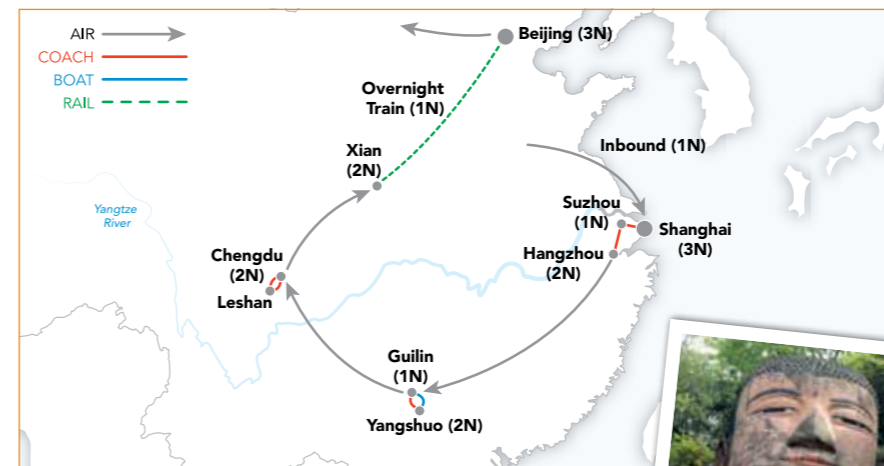 AIR
COACH
BOAT
RAIL
Beijing (3N)
Overnight
Train (1N)
Inbound (1N)
Xian
(2N)
Yangtze
River
Suzhou
(1N)
Shanghai
(3N)
Hangzhou
(2N)
Chengdu
(2N)
Leshan
Guilin
(1N)
Yangshuo (2N)